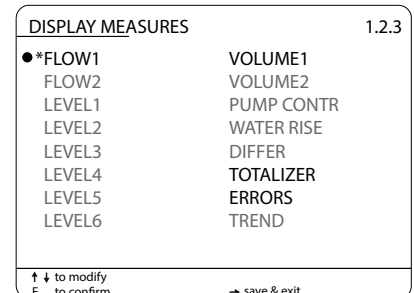 DISPLAY MEASURES 1.2.3
●*FLOW1 VOLUME1
FLOW2 VOLUME2
LEVEL1 PUMP CONTR
LEVEL2 WATER RISE
LEVEL3 DIFFER
LEVEL4 TOTALIZER
LEVEL5 ERRORS
LEVEL6 TREND
↑ ↓ to modify
E to confirm → save & exit